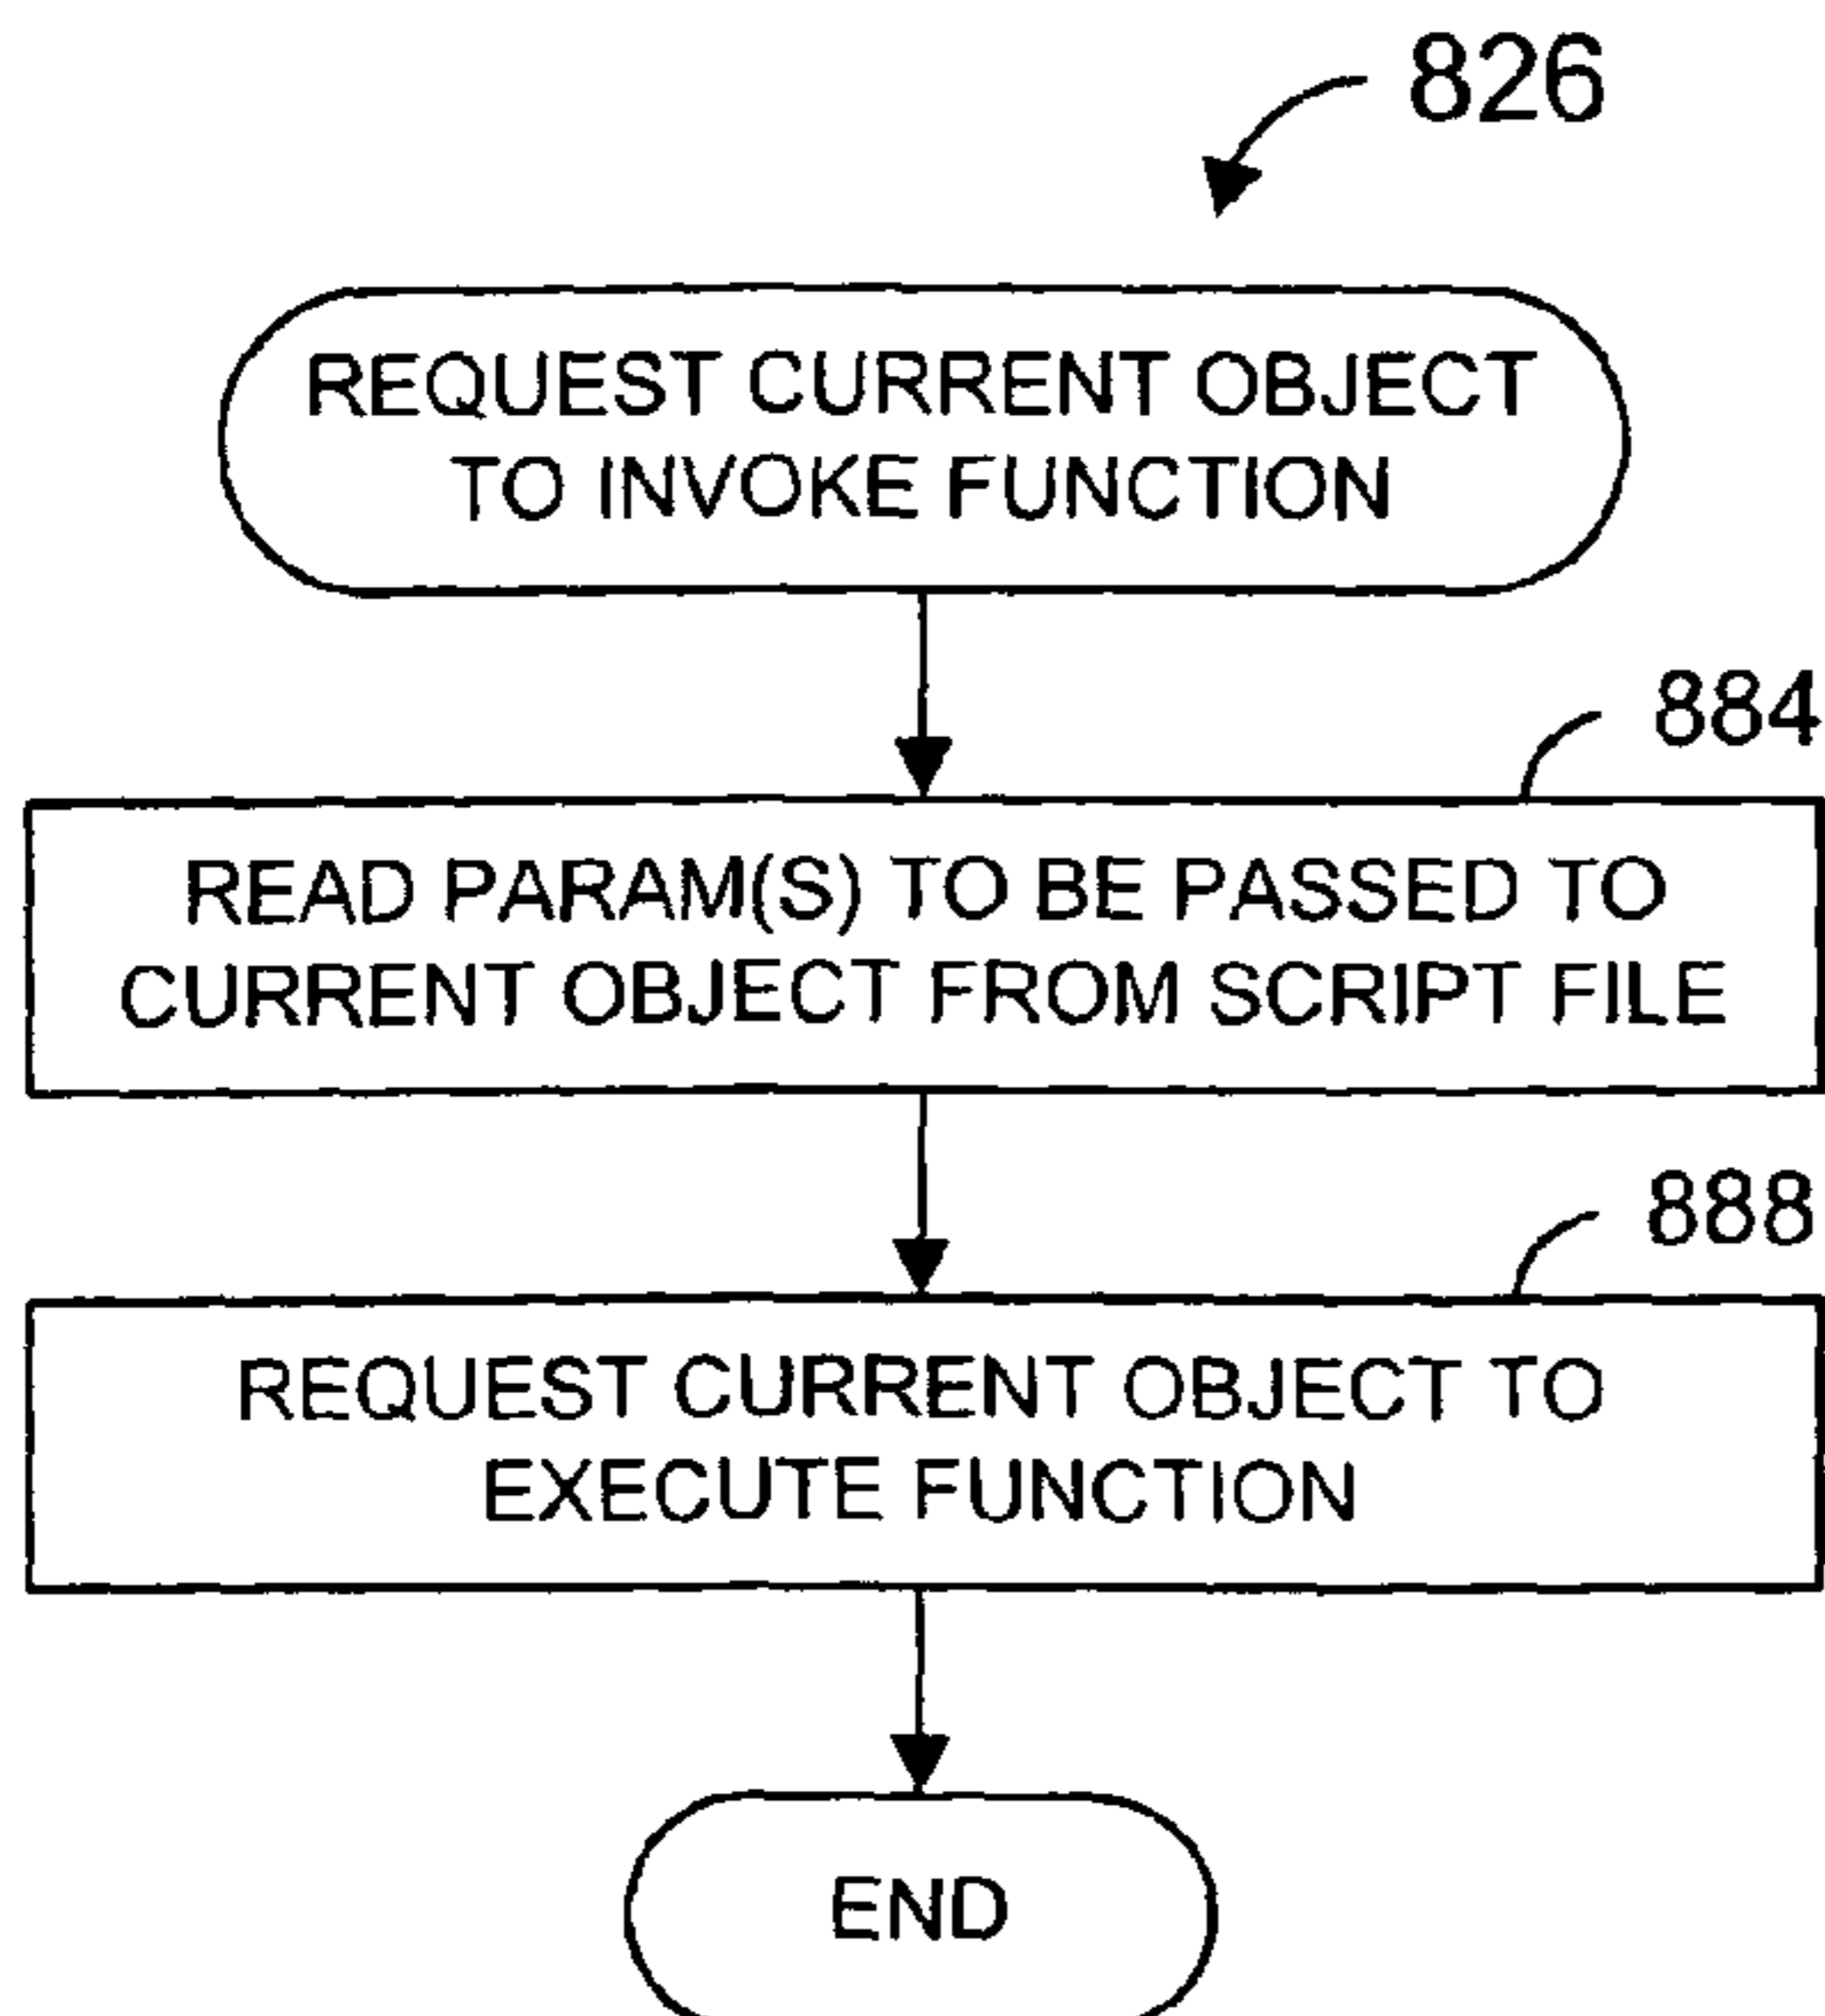 826
REQUEST CURRENT OBJECT
TO INVOKE FUNCTION
884
READ PARAM(S) TO BE PASSED TO
CURRENT OBJECT FROM SCRIPT FILE
888
REQUEST CURRENT OBJECT TO
EXECUTE FUNCTION
END